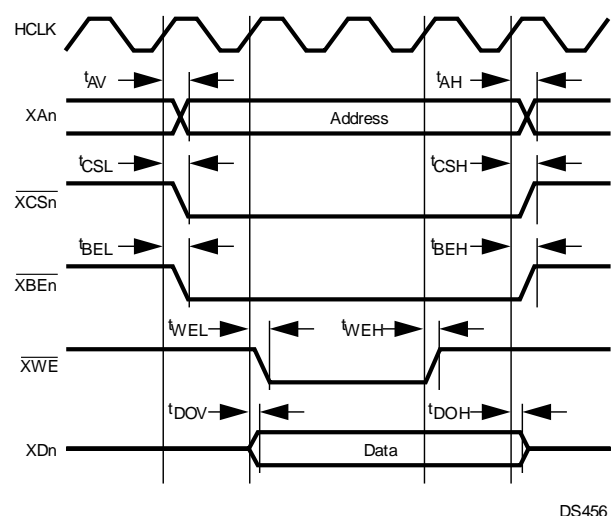 HCLK
tAV tAH
XAn Address
tCSL tCSH
XCSn
tBEL tBEH
XBEn
tWEL tWEH
XWE
tDOV tDOH
XDn Data
DS456